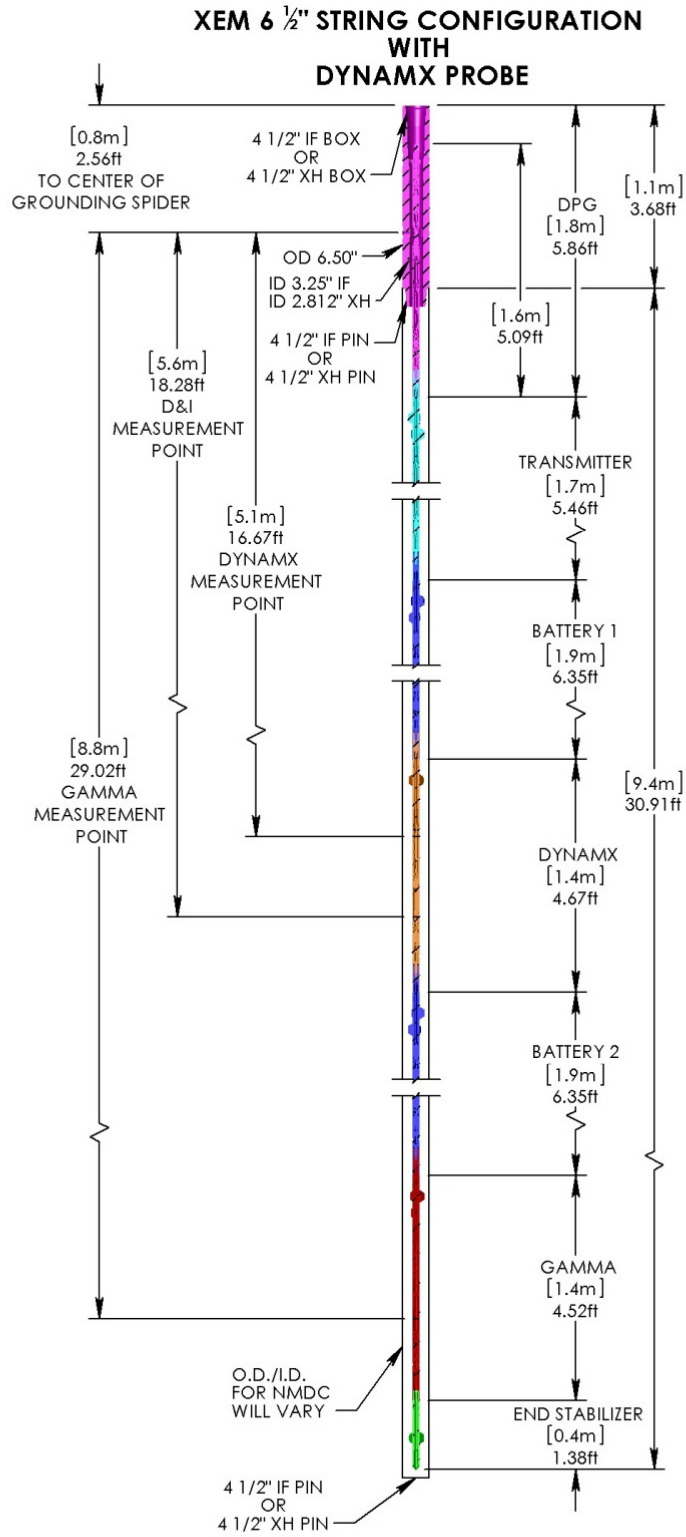 XEM 6 ½" STRING CONFIGURATION
WITH
DYNAMX PROBE
[0.8m]
2.56ft
TO CENTER OF
GROUNDING SPIDER
4 1/2" IF BOX
OR
4 1/2" XH BOX
DPG
[1.8m]
5.86ft
[1.1m]
3.68ft
OD 6.50"
ID 3.25" IF
ID 2.812" XH
[1.6m]
5.09ft
4 1/2" IF PIN
OR
4 1/2" XH PIN
[5.6m]
18.28ft
D&I
MEASUREMENT
POINT
TRANSMITTER
[1.7m]
5.46ft
[5.1m]
16.67ft
DYNAMX
MEASUREMENT
POINT
BATTERY 1
[1.9m]
6.35ft
[8.8m]
29.02ft
GAMMA
MEASUREMENT
POINT
[9.4m]
30.91ft
DYNAMX
[1.4m]
4.67ft
BATTERY 2
[1.9m]
6.35ft
GAMMA
[1.4m]
4.52ft
O.D./I.D.
FOR NMDC
WILL VARY
END STABILIZER
[0.4m]
1.38ft
4 1/2" IF PIN
OR
4 1/2" XH PIN